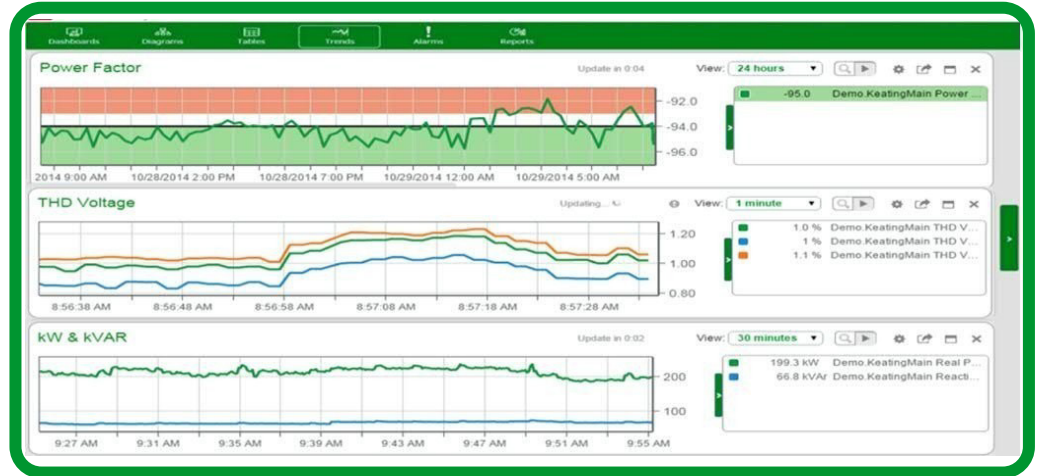 Dashboards Diagrams Tables Trends Alarms Reports
Power Factor Update in 0:04 View: 24 hours
-95.0 Demo.KeatingMain Power ...
-92.0
-94.0
-96.0
2014 9:00 AM 10/28/2014 2:00 PM 10/28/2014 7:00 PM 10/29/2014 12:00 AM 10/29/2014 5:00 AM
THD Voltage Updating... View: 1 minute
1.0 % Demo.KeatingMain THD V...
1 % Demo.KeatingMain THD V...
1.1 % Demo.KeatingMain THD V...
1.20
1.00
0.80
8:56:38 AM 8:56:48 AM 8:56:58 AM 8:57:08 AM 8:57:18 AM 8:57:28 AM
kW & kVAR Update in 0:02 View: 30 minutes
199.3 kW Demo.KeatingMain Real P...
66.8 kVAr Demo.KeatingMain Reacti...
200
100
9:27 AM 9:31 AM 9:35 AM 9:39 AM 9:43 AM 9:47 AM 9:51 AM 9:55 AM